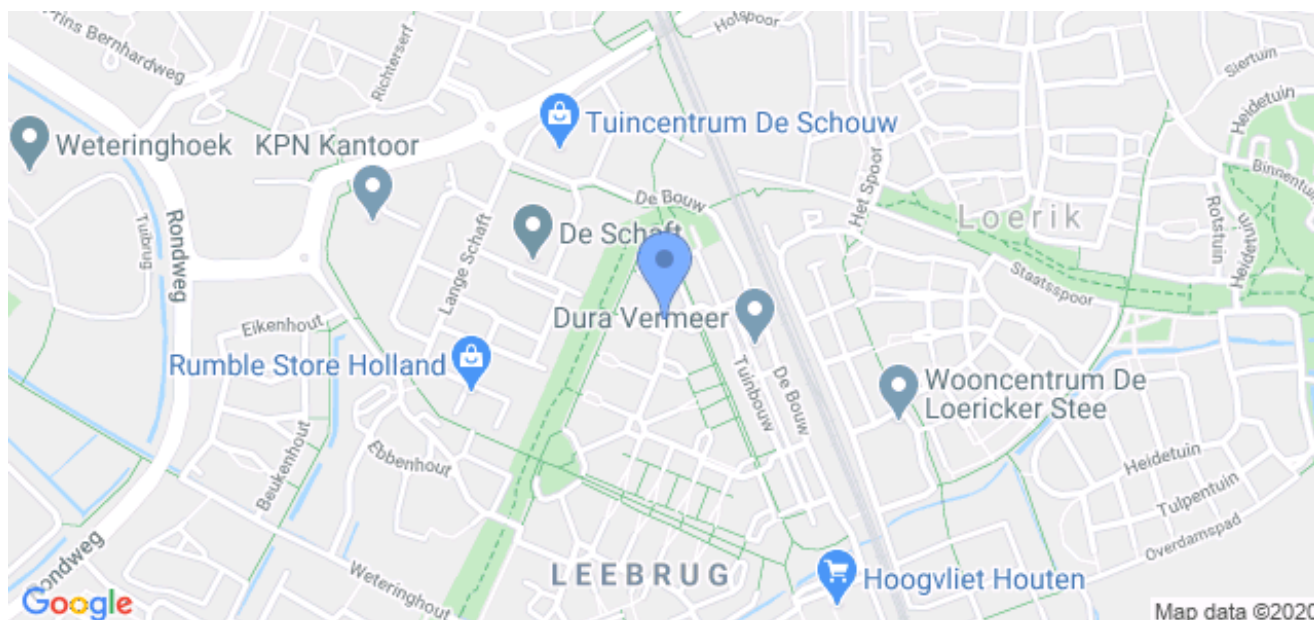 Prins Bernhardweg
Richterserf
Hofspoor
Siertuin
Heidetuin
Weteringhoek
KPN Kantoor
Tuincentrum De Schouw
Binnentuin
Tuibrug
Rondweg
Lange Schaft
De Schaft
De Bouw
Het Spoor
Loerik
Rotstuin
Heidetuin
Staatsspoor
Eikenhout
Dura Vermeer
Rumble Store Holland
Tuinbouw
De Bouw
Wooncentrum De
Loericker Stee
Beukenhout
Ebbenhout
Heidetuin
Tulpentuin
Overdamspad
Rondweg
Weteringhout
LEEBRUG
Hoogvliet Houten
Google
Map data ©2020